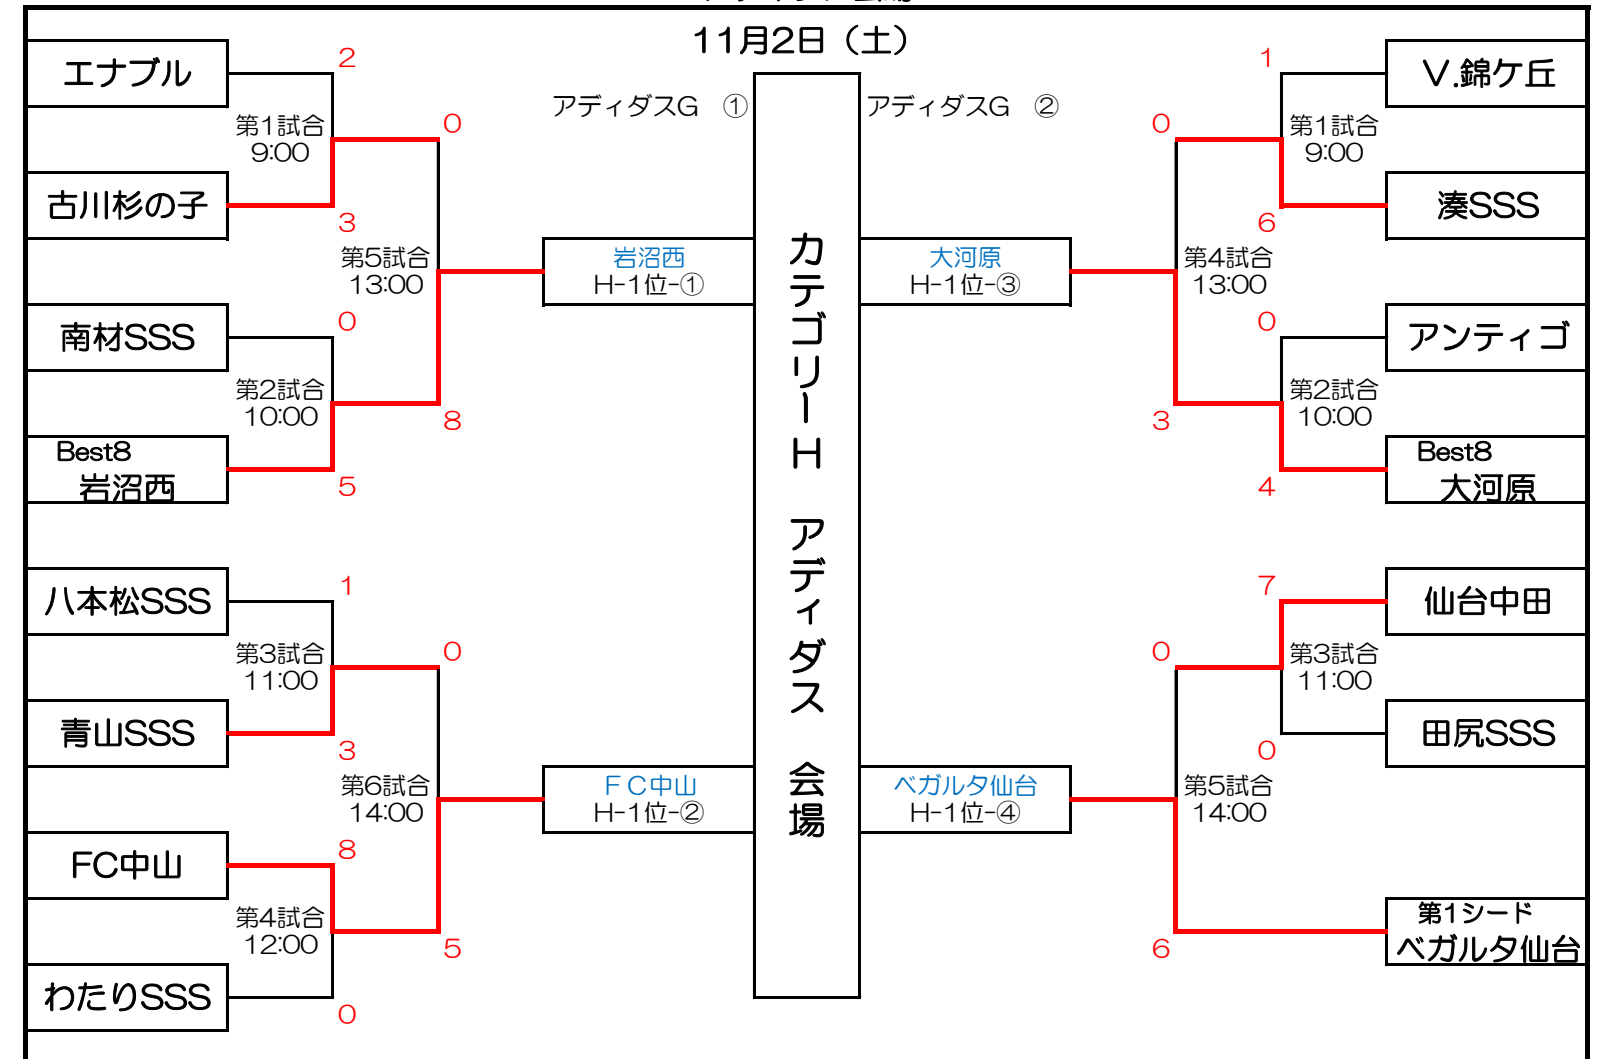 11月2日（土）
エナブル
2
第1試合
9:00
0
古川杉の子
3
第5試合
13:00
南材SSS
0
第2試合
10:00
8
Best8
岩沼西
5
八本松SSS
1
第3試合
11:00
0
青山SSS
3
第6試合
14:00
FC中山
8
第4試合
12:00
5
わたりSSS
0
アディダスG　①
岩沼西
H-1位-①
ＦＣ中山
H-1位-②
カテゴリーH　アディダス　会場
アディダスG　②
大河原
H-1位-③
ベガルタ仙台
H-1位-④
1
V.錦ケ丘
0
第1試合
9:00
6
湊SSS
第4試合
13:00
0
アンティゴ
第2試合
10:00
3
Best8
大河原
4
7
仙台中田
0
第3試合
11:00
0
田尻SSS
第5試合
14:00
6
第1シード
ベガルタ仙台